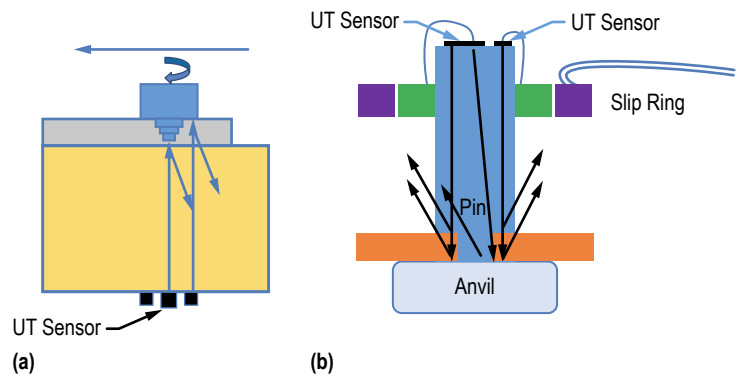 UT Sensor
(a)
UT Sensor
UT Sensor
Slip Ring
Pin
Anvil
(b)